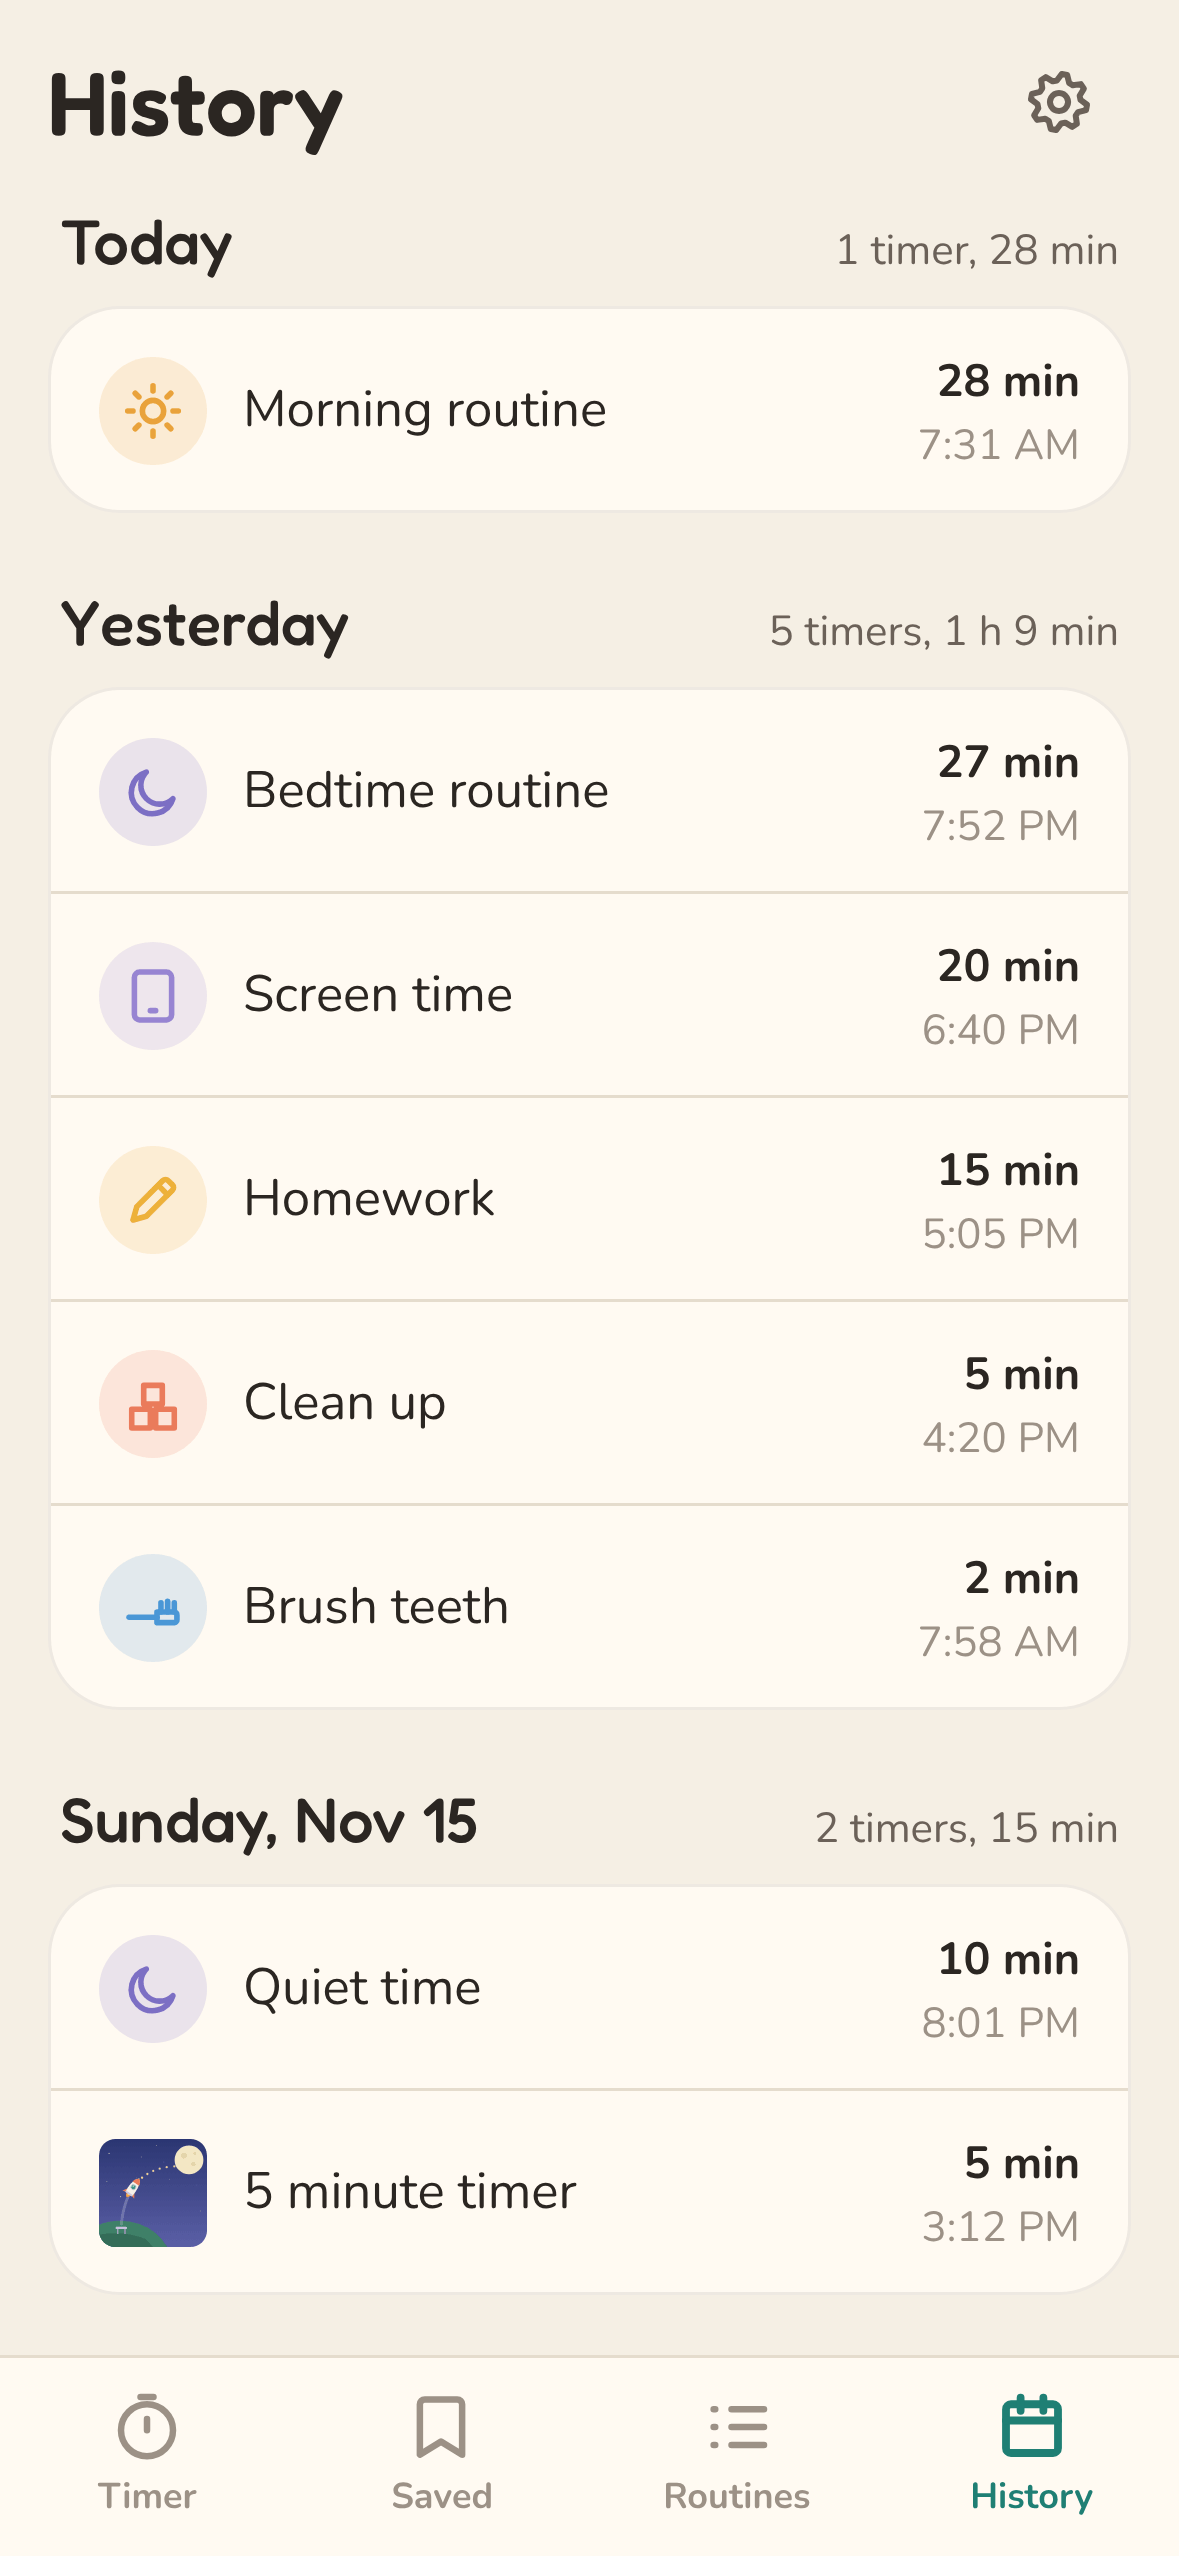 History
Today
1 timer, 28 min
Morning routine
28 min
7:31 AM
Yesterday
5 timers, 1 h 9 min
Bedtime routine
27 min
7:52 PM
Screen time
20 min
6:40 PM
Homework
15 min
5:05 PM
Clean up
5 min
4:20 PM
Brush teeth
2 min
7:58 AM
Sunday, Nov 15
2 timers, 15 min
Quiet time
10 min
8:01 PM
5 minute timer
5 min
3:12 PM
Timer
Saved
Routines
History